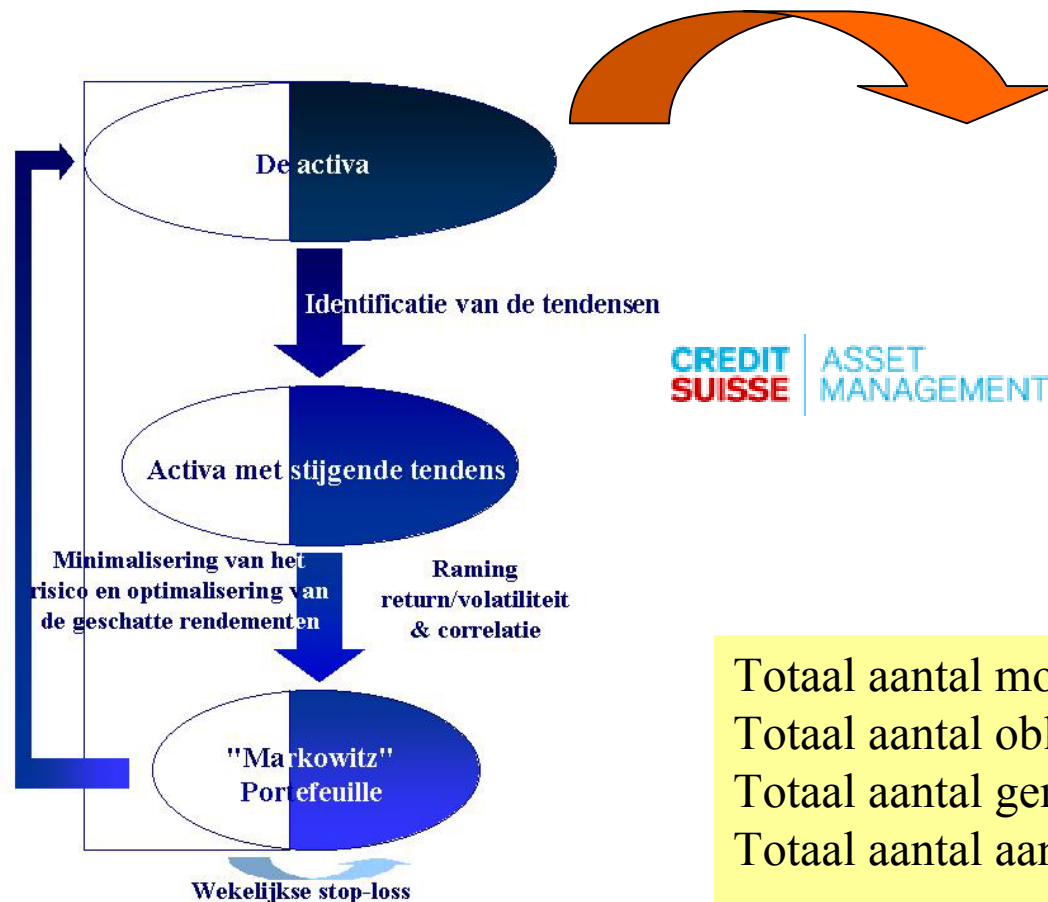 De activa
Identificatie van de tendensen
CREDIT SUISSE
ASSET MANAGEMENT
Activa met stijgende tendens
Minimalisering van het
risico en optimalisering van
de geschatte rendementen
Raming
return/volatiliteit
& correlatie
"Markowitz"
Portefeuille
Wekelijkse stop-loss
Totaal aantal
Totaal aantal
Totaal aantal
Totaal aantal